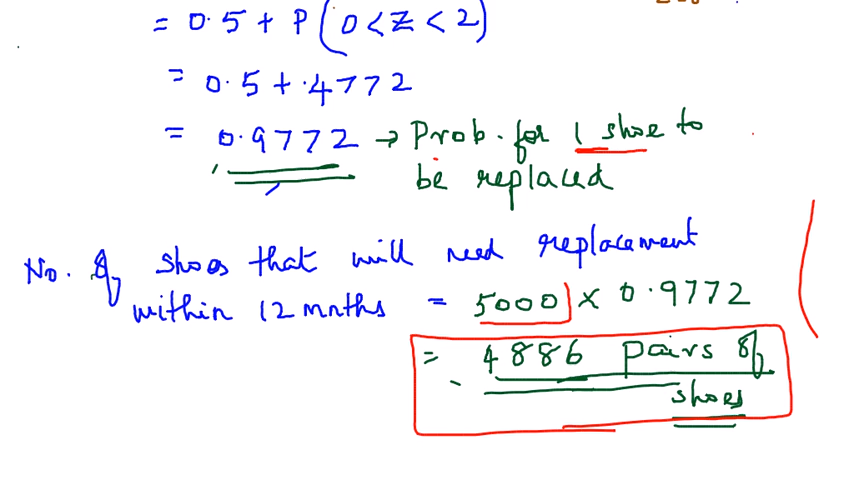 = 0.5 + P(0 < Z < 2)
= 0.5 + .4772
= 0.9772 → Prob. for 1 shoe to
be replaced
No. of shoes that will need replacement
within 12 mnths = 5000 × 0.9772
= 4886 pairs of
shoes